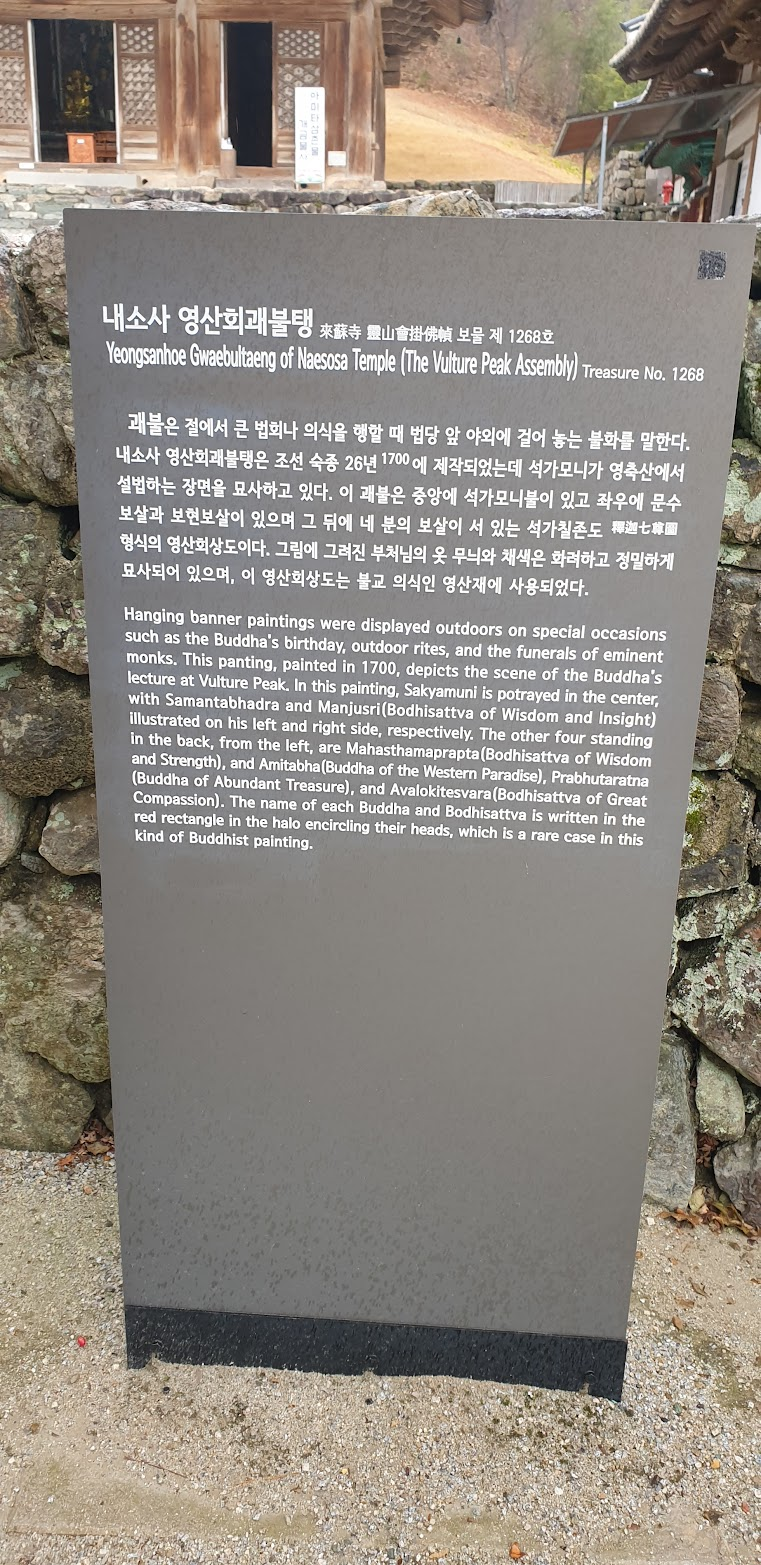 아미타삼존불
개금불사
내소사 영산회괘불탱 來蘇寺 靈山會掛佛幀 보물 제 1268호
Yeongsanhoe Gwaebultaeng of Naesosa Temple (The Vulture Peak Assembly) Treasure No. 1268
괘불은 절에서 큰 법회나 의식을 행할 때 법당 앞 야외에 걸어 놓는 불화를 말한다.
내소사 영산회괘불탱은 조선 숙종 26년1700에 제작되었는데 석가모니가 영축산에서
설법하는 장면을 묘사하고 있다. 이 괘불은 중앙에 석가모니불이 있고 좌우에 문수
보살과 보현보살이 있으며 그 뒤에 네 분의 보살이 서 있는 석가칠존도 釋迦七尊圖
형식의 영산회상도이다. 그림에 그려진 부처님의 옷 무늬와 채색은 화려하고 정밀하게
묘사되어 있으며, 이 영산회상도는 불교 의식인 영산재에 사용되었다.
Hanging banner paintings were displayed outdoors on special occasions
such as the Buddha's birthday, outdoor rites, and the funerals of eminent
monks. This panting, painted in 1700, depicts the scene of the Buddha's
lecture at Vulture Peak. In this painting, Sakyamuni is potrayed in the center,
with Samantabhadra and Manjusri(Bodhisattva of Wisdom and Insight)
illustrated on his left and right side, respectively. The other four standing
in the back, from the left, are Mahasthamaprapta(Bodhisattva of Wisdom
and Strength), and Amitabha(Buddha of the Western Paradise), Prabhutaratna
(Buddha of Abundant Treasure), and Avalokitesvara(Bodhisattva of Great
Compassion). The name of each Buddha and Bodhisattva is written in the
red rectangle in the halo encircling their heads, which is a rare case in this
kind of Buddhist painting.